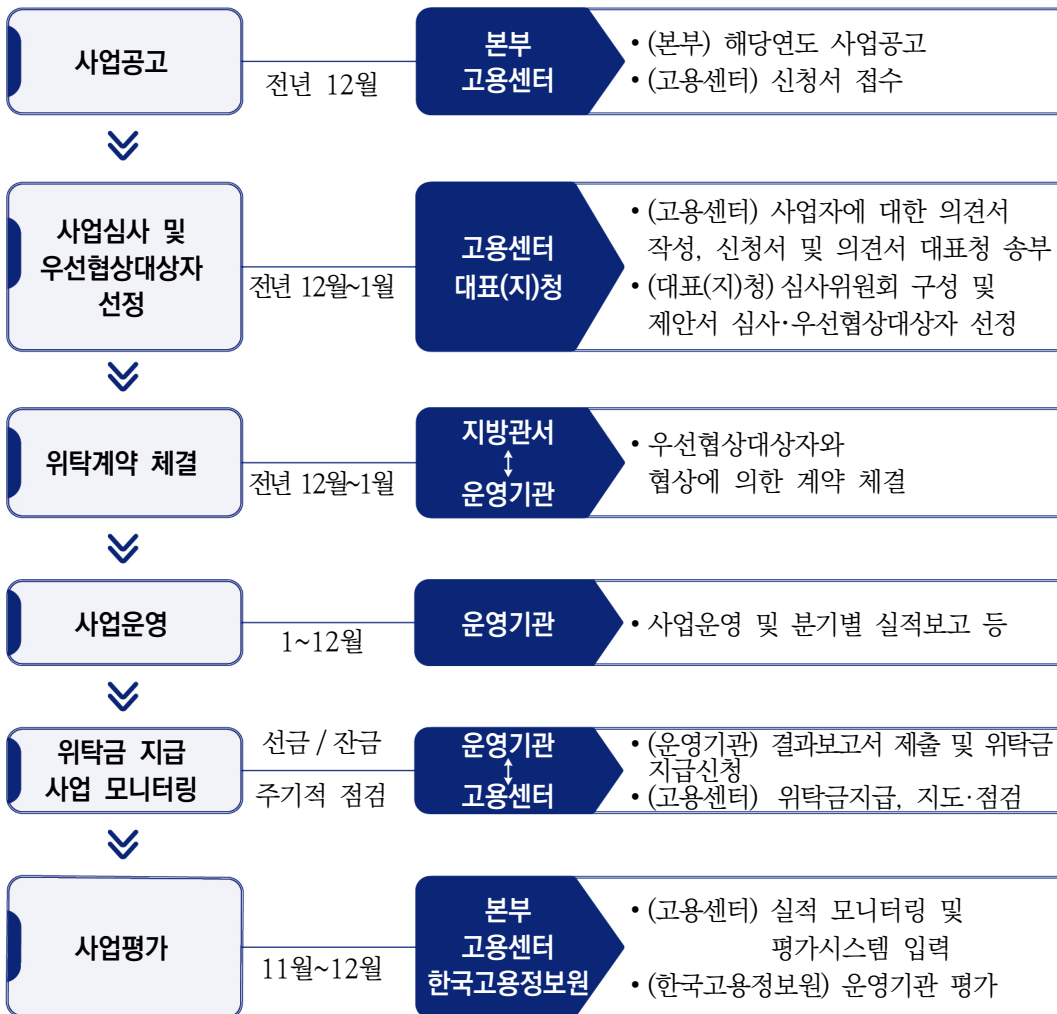 사업공고
전년 12월
본부
고용센터
• (본부) 해당연도 사업공고
• (고용센터) 신청서 접수
사업심사 및
우선협상대상자
선정
전년 12월~1월
고용센터
대표(지)청
• (고용센터) 사업자에 대한 의견서
작성, 신청서 및 의견서 대표청 송부
• (대표(지)청) 심사위원회 구성 및
제안서 심사·우선협상대상자 선정
위탁계약 체결
전년 12월~1월
지방관서
↕
운영기관
• 우선협상대상자와
협상에 의한 계약 체결
사업운영
1~12월
운영기관
• 사업운영 및 분기별 실적보고 등
위탁금 지급
사업 모니터링
선금 / 잔금
주기적 점검
운영기관
↕
고용센터
• (운영기관) 결과보고서 제출 및 위탁금
지급신청
• (고용센터) 위탁금지급, 지도·점검
사업평가
11월~12월
본부
고용센터
한국고용정보원
• (고용센터) 실적 모니터링 및
평가시스템 입력
• (한국고용정보원) 운영기관 평가